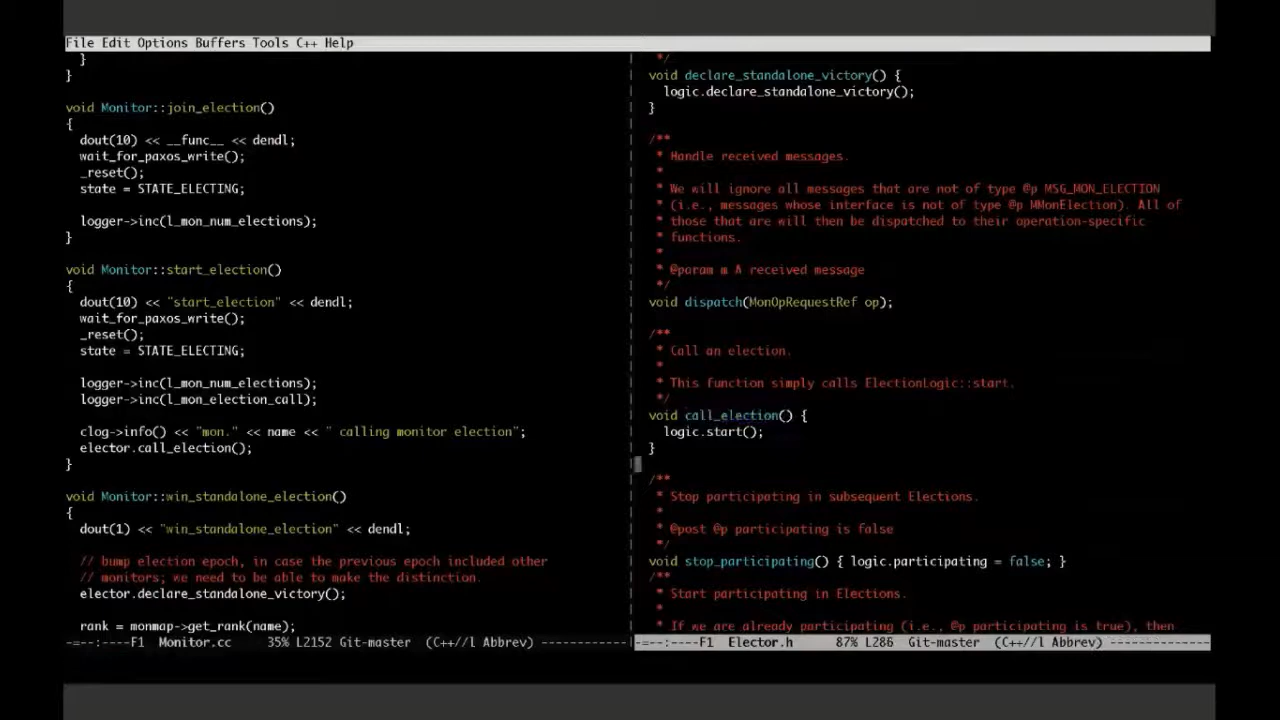 File Edit Options Buffers Tools C++ Help
  }
}

void Monitor::join_election()
{
  dout(10) << __func__ << dendl;
  wait_for_paxos_write();
  _reset();
  state = STATE_ELECTING;

  logger->inc(l_mon_num_elections);
}

void Monitor::start_election()
{
  dout(10) << "start_election" << dendl;
  wait_for_paxos_write();
  _reset();
  state = STATE_ELECTING;

  logger->inc(l_mon_num_elections);
  logger->inc(l_mon_election_call);

  clog->info() << "mon." << name << " calling monitor election";
  elector.call_election();
}

void Monitor::win_standalone_election()
{
  dout(1) << "win_standalone_election" << dendl;

  // bump election epoch, in case the previous epoch included other
  // monitors; we need to be able to make the distinction.
  elector.declare_standalone_victory();

  rank = monmap->get_rank(name);
-=--:----F1  Monitor.cc     35% L2152 Git-master  (C++//l Abbrev) ------------
   */
  void declare_standalone_victory() {
    logic.declare_standalone_victory();
  }

  /**
   * Handle received messages.
   *
   * We will ignore all messages that are not of type @p MSG_MON_ELECTION
   * (i.e., messages whose interface is not of type @p MMonElection). All of
   * those that are will then be dispatched to their operation-specific
   * functions.
   *
   * @param m A received message
   */
  void dispatch(MonOpRequestRef op);

  /**
   * Call an election.
   *
   * This function simply calls ElectionLogic::start.
   */
  void call_election() {
    logic.start();
  }

  /**
   * Stop participating in subsequent Elections.
   *
   * @post @p participating is false
   */
  void stop_participating() { logic.participating = false; }
  /**
   * Start participating in Elections.
   *
   * If we are already participating (i.e., @p participating is true), then
-=--:----F1  Elector.h      87% L286  Git-master  (C++//l Abbrev) --------------